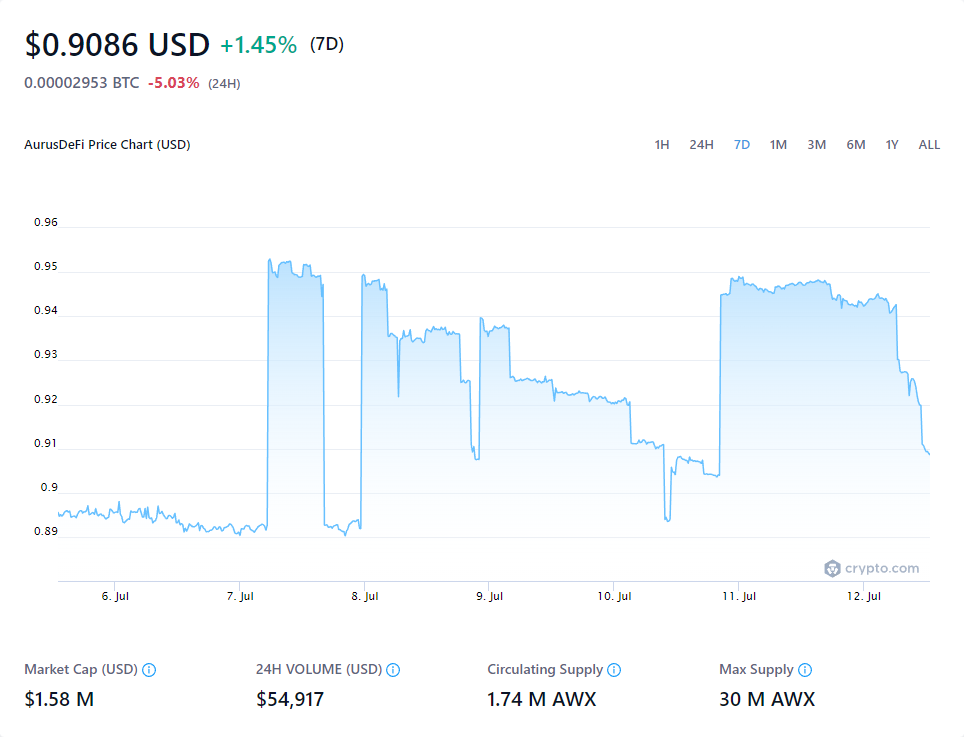 $0.9086 USD +1.45% (7D)
0.00002953 BTC -5.03% (24H)
AurusDeFi Price Chart (USD)
1H 24H 7D 1M 3M 6M 1Y ALL
0.96
0.95
0.94
0.93
0.92
0.91
0.9
0.89
crypto.com
6. Jul 7. Jul 8. Jul 9. Jul 10. Jul 11. Jul 12. Jul
Market Cap (USD) 24H VOLUME (USD) Circulating Supply Max Supply
$1.58 M $54,917 1.74 M AWX 30 M AWX